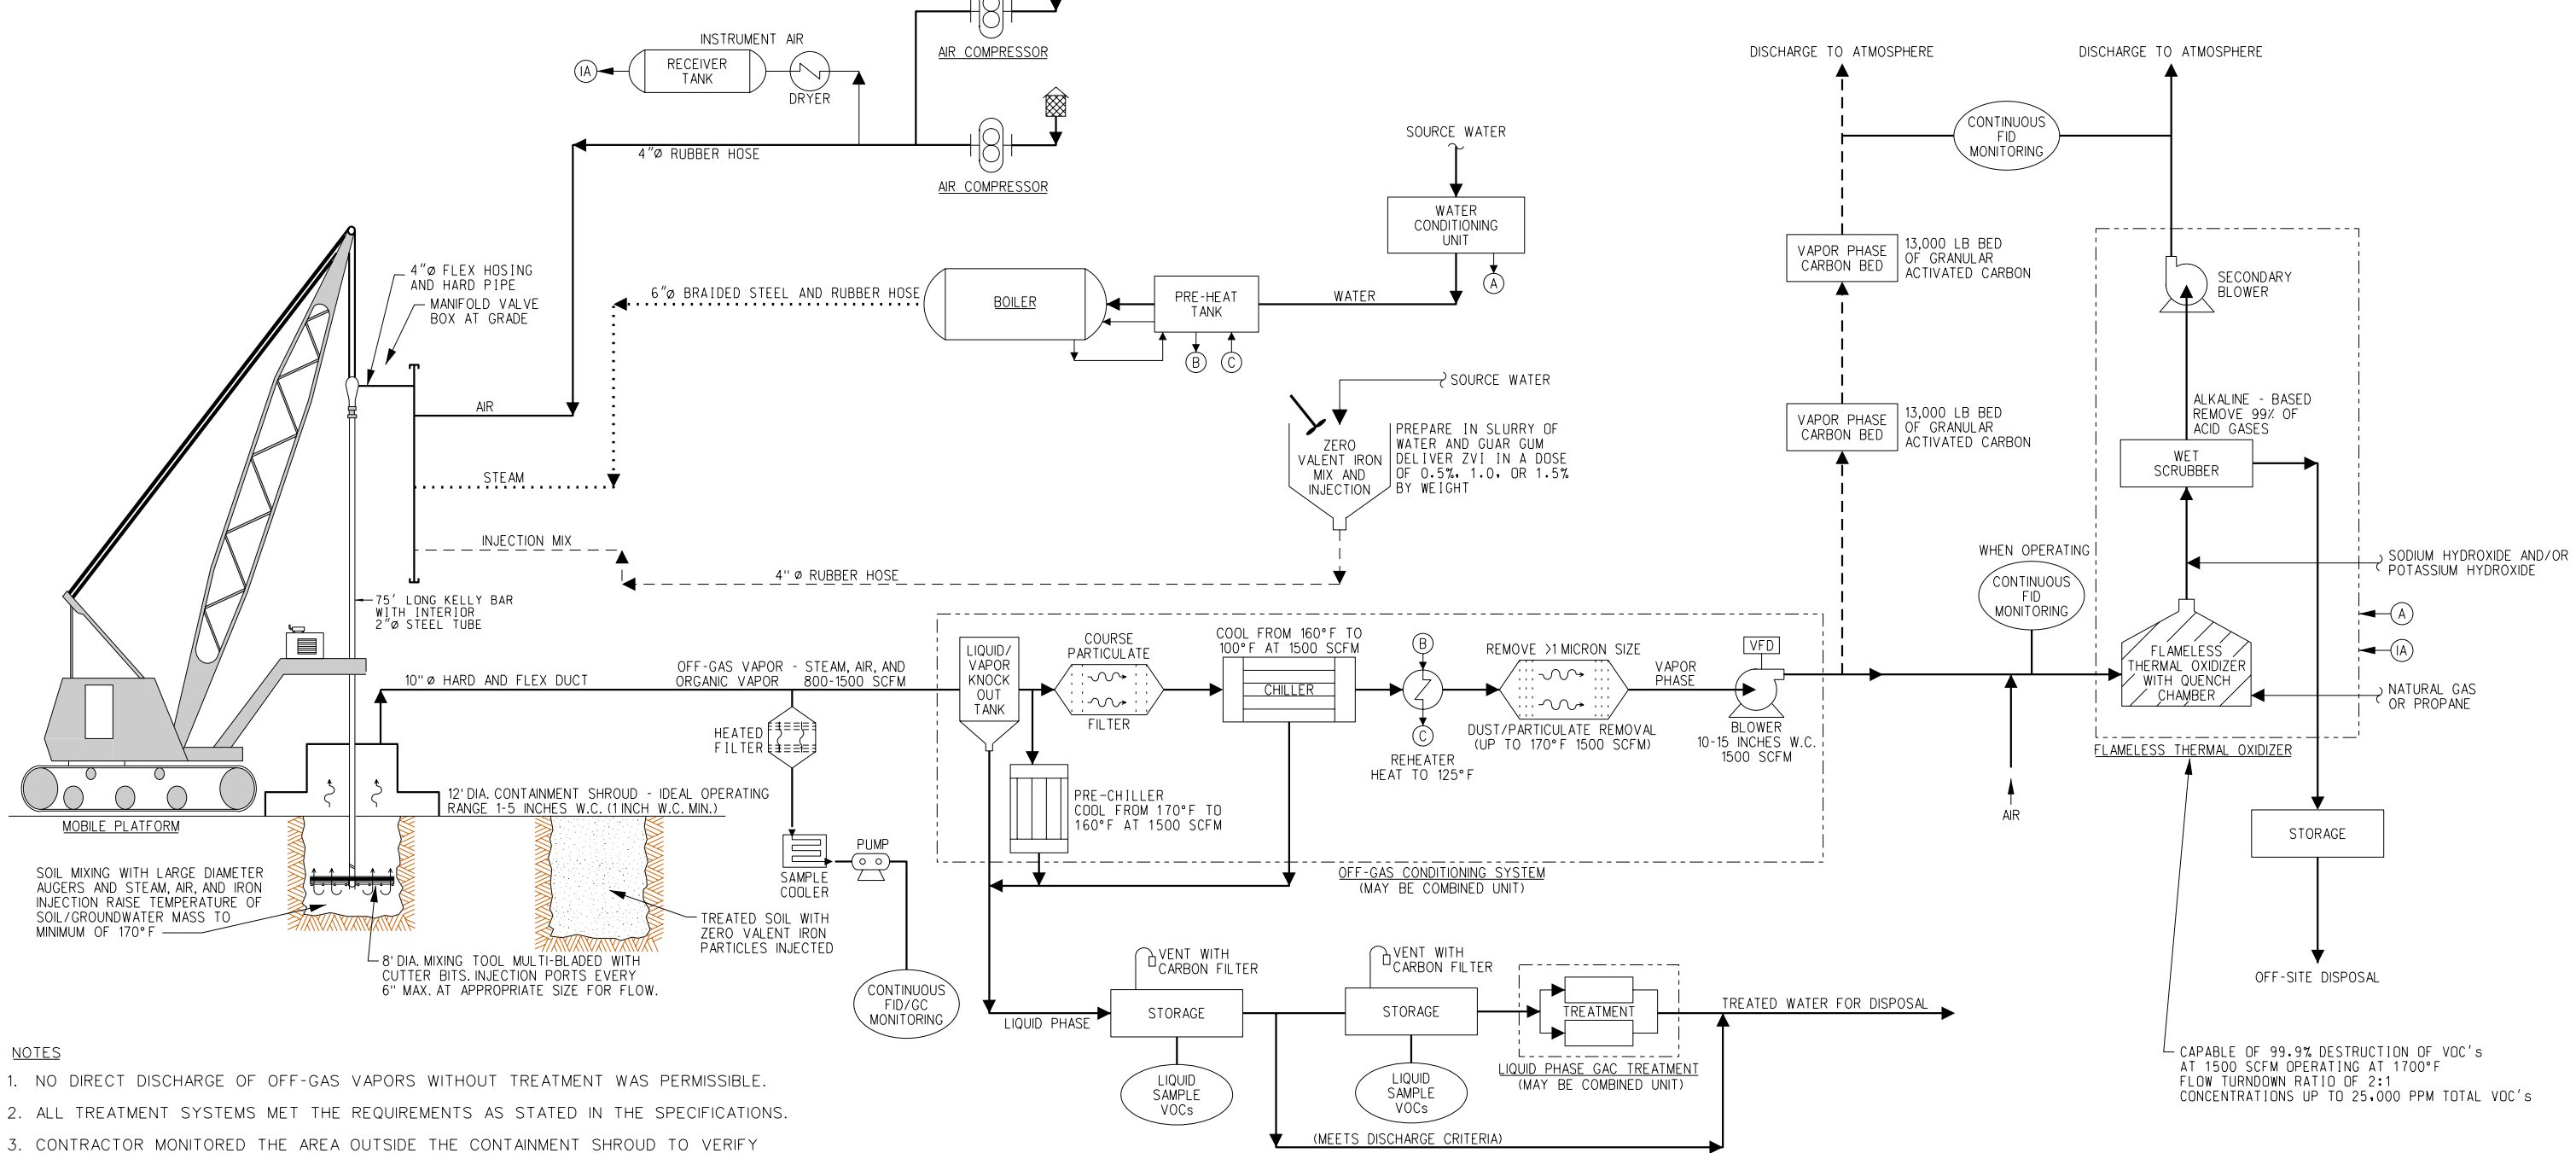 AIR COMPRESSOR
INSTRUMENT AIR
IA
RECEIVER
TANK
DRYER
4"Ø RUBBER HOSE
AIR COMPRESSOR
SOURCE WATER
WATER
CONDITIONING
UNIT
A
DISCHARGE TO ATMOSPHERE
DISCHARGE TO ATMOSPHERE
CONTINUOUS
FID
MONITORING
4"Ø FLEX HOSING
AND HARD PIPE
MANIFOLD VALVE
BOX AT GRADE
6"Ø BRAIDED STEEL AND RUBBER HOSE
BOILER
PRE-HEAT
TANK
WATER
B
C
VAPOR PHASE
CARBON BED
13,000 LB BED
OF GRANULAR
ACTIVATED CARBON
SECONDARY
BLOWER
AIR
STEAM
INJECTION MIX
SOURCE WATER
ZERO
VALENT IRON
MIX AND
INJECTION
PREPARE IN SLURRY OF
WATER AND GUAR GUM
DELIVER ZVI IN A DOSE
OF 0.5%, 1.0, OR 1.5%
BY WEIGHT
4" Ø RUBBER HOSE
VAPOR PHASE
CARBON BED
13,000 LB BED
OF GRANULAR
ACTIVATED CARBON
ALKALINE - BASED
REMOVE 99% OF
ACID GASES
WET
SCRUBBER
SODIUM HYDROXIDE AND/OR
POTASSIUM HYDROXIDE
WHEN OPERATING
CONTINUOUS
FID
MONITORING
A
IA
FLAMELESS
THERMAL OXIDIZER
WITH QUENCH
CHAMBER
NATURAL GAS
OR PROPANE
FLAMELESS THERMAL OXIDIZER
AIR
STORAGE
OFF-SITE DISPOSAL
CAPABLE OF 99.9% DESTRUCTION OF VOC's
AT 1500 SCFM OPERATING AT 1700°F
FLOW TURNDOWN RATIO OF 2:1
CONCENTRATIONS UP TO 25,000 PPM TOTAL VOC's
75' LONG KELLY BAR
WITH INTERIOR
2"Ø STEEL TUBE
10" Ø HARD AND FLEX DUCT
OFF-GAS VAPOR - STEAM, AIR, AND
ORGANIC VAPOR 800-1500 SCFM
HEATED
FILTER
LIQUID/
VAPOR
KNOCK
OUT
TANK
COURSE
PARTICULATE
FILTER
COOL FROM 160°F TO
100°F AT 1500 SCFM
CHILLER
B
C
REHEATER
HEAT TO 125°F
REMOVE >1 MICRON SIZE
DUST/PARTICULATE REMOVAL
(UP TO 170°F 1500 SCFM)
VAPOR
PHASE
VFD
BLOWER
10-15 INCHES W.C.
1500 SCFM
PRE-CHILLER
COOL FROM 170°F TO
160°F AT 1500 SCFM
OFF-GAS CONDITIONING SYSTEM
(MAY BE COMBINED UNIT)
12' DIA. CONTAINMENT SHROUD - IDEAL OPERATING
RANGE 1-5 INCHES W.C. (1 INCH W.C. MIN.)
MOBILE PLATFORM
SOIL MIXING WITH LARGE DIAMETER
AUGERS AND STEAM, AIR, AND IRON
INJECTION RAISE TEMPERATURE OF
SOIL/GROUNDWATER MASS TO
MINIMUM OF 170°F
8' DIA. MIXING TOOL MULTI-BLADED WITH
CUTTER BITS. INJECTION PORTS EVERY
6" MAX. AT APPROPRIATE SIZE FOR FLOW.
TREATED SOIL WITH
ZERO VALENT IRON
PARTICLES INJECTED
SAMPLE
COOLER
PUMP
CONTINUOUS
FID/GC
MONITORING
LIQUID PHASE
VENT WITH
CARBON FILTER
STORAGE
LIQUID
SAMPLE
VOCs
VENT WITH
CARBON FILTER
STORAGE
LIQUID
SAMPLE
VOCs
TREATMENT
LIQUID PHASE GAC TREATMENT
(MAY BE COMBINED UNIT)
TREATED WATER FOR DISPOSAL
(MEETS DISCHARGE CRITERIA)
NOTES
1. NO DIRECT DISCHARGE OF OFF-GAS VAPORS WITHOUT TREATMENT WAS PERMISSIBLE.
2. ALL TREATMENT SYSTEMS MET THE REQUIREMENTS AS STATED IN THE SPECIFICATIONS.
3. CONTRACTOR MONITORED THE AREA OUTSIDE THE CONTAINMENT SHROUD TO VERIFY